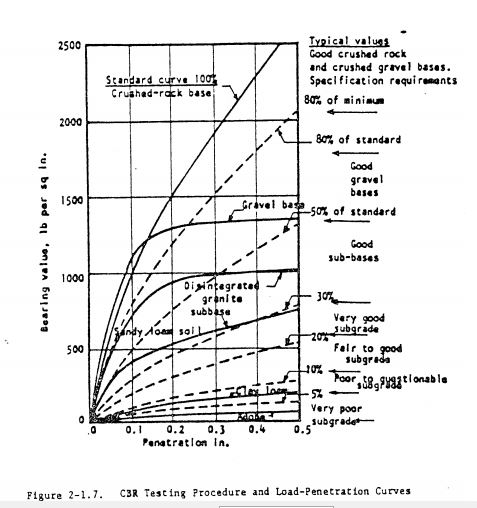 Typical values
Good crushed rock
and crushed gravel bases.
Specification requirements
2500
Standard curve 100%
Crushed-rock base
80% of minimum
2000
80% of standard
Good
gravel
bases
1500
Gravel base
50% of standard
Good
sub-bases
1000
Disintegrated
granite
subbase
30%
Very good
subgrade
Sandy loam soil
500
20%
Fair to good
subgrade
10%
Poor to questionable
subgrade
Clay loam
5%
Very poor
subgrade
Adobe
0
.0
0.1
0.2
0.3
0.4
0.5
Penetration in.
Bearing value, lb per sq in.
Figure 2-1.7. CBR Testing Procedure and Load-Penetration Curves